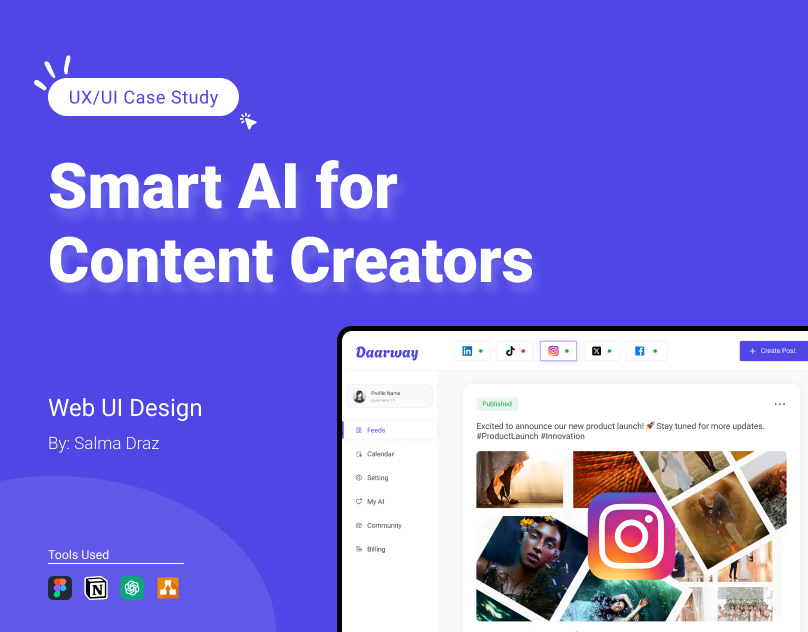 UX/UI Case Study
Smart AI for
Content Creators
Web UI Design
By: Salma Draz
Tools Used
Daarway
Create Post
Profile Name
Feeds
Calendar
Setting
My AI
Community
Billing
Published
Excited to announce our new product launch! 🚀 Stay tuned for more updates.
#ProductLaunch #Innovation